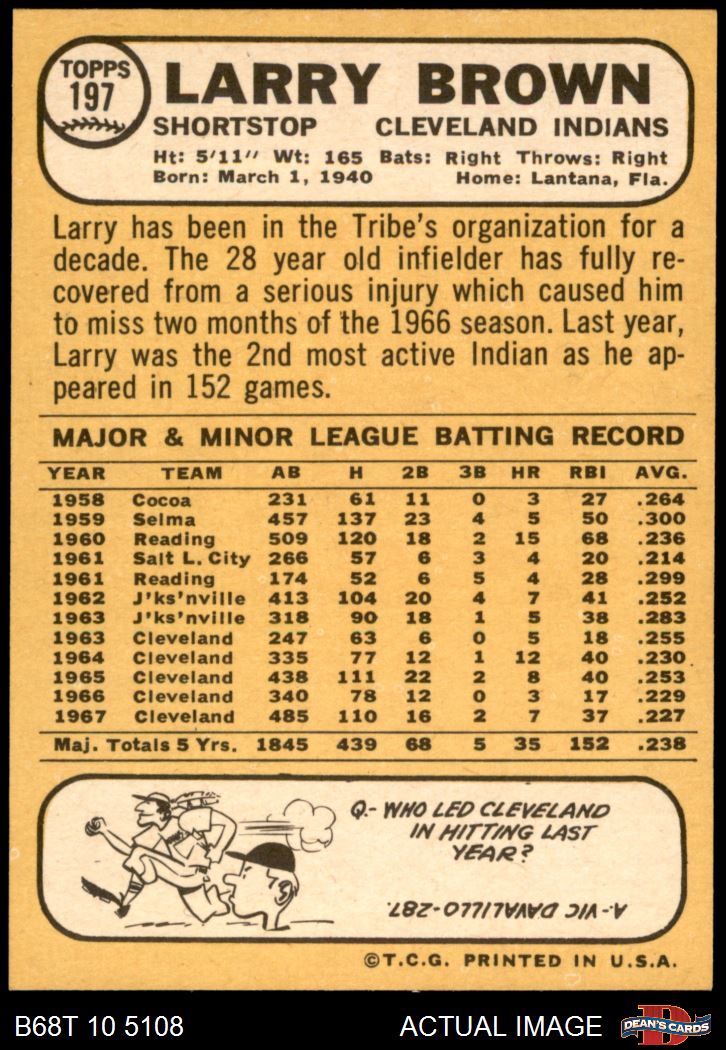 TOPPS
197
LARRY BROWN
SHORTSTOP CLEVELAND INDIANS
Ht: 5'11" Wt: 165 Bats: Right Throws: Right
Born: March 1, 1940 Home: Lantana, Fla.
Larry has been in the Tribe's organization for a
decade. The 28 year old infielder has fully re-
covered from a serious injury which caused him
to miss two months of the 1966 season. Last year,
Larry was the 2nd most active Indian as he ap-
peared in 152 games.
MAJOR & MINOR LEAGUE BATTING RECORD
YEAR TEAM AB H 2B 3B HR RBI AVG.
1958 Cocoa 231 61 11 0 3 27 .264
1959 Selma 457 137 23 4 5 50 .300
1960 Reading 509 120 18 2 15 68 .236
1961 Salt L. City 266 57 6 3 4 20 .214
1961 Reading 174 52 6 5 4 28 .299
1962 J'ks'nville 413 104 20 4 7 41 .252
1963 J'ks'nville 318 90 18 1 5 38 .283
1963 Cleveland 247 63 6 0 5 18 .255
1964 Cleveland 335 77 12 1 12 40 .230
1965 Cleveland 438 111 22 2 8 40 .253
1966 Cleveland 340 78 12 0 3 17 .229
1967 Cleveland 485 110 16 2 7 37 .227
Maj. Totals 5 Yrs. 1845 439 68 5 35 152 .238
Q.- WHO LED CLEVELAND
IN HITTING LAST
YEAR?
A.- VIC DAVALILLO-.287.
©T.C.G. PRINTED IN U.S.A.
B68T 10 5108 ACTUAL IMAGE
D
DEAN'S CARDS